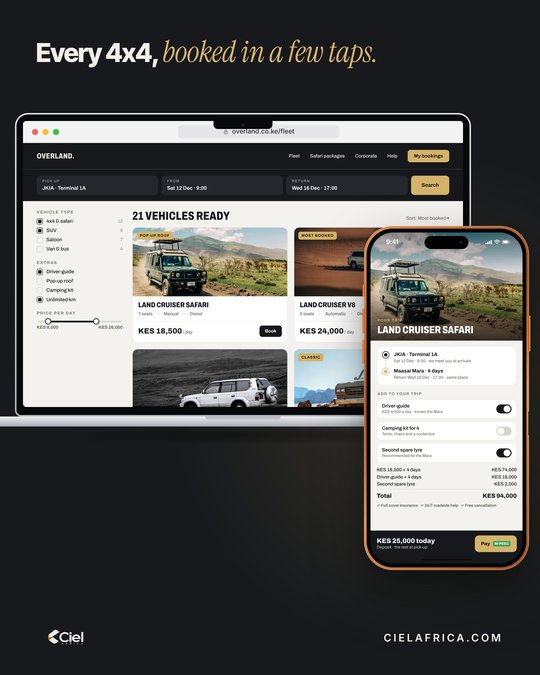 Every 4x4, booked in a few taps.
overland.co.ke/fleet
OVERLAND.
Fleet
Safari packages
Corporate
Help
My bookings
PICK UP
JKIA · Terminal 1A
FROM
Sat 12 Dec · 9:00
RETURN
Wed 16 Dec · 17:00
Search
VEHICLE TYPE
4x4 & safari 12
SUV 9
Saloon 7
Van & bus 4
EXTRAS
Driver-guide
Pop-up roof
Camping kit
Unlimited km
PRICE PER DAY
KES 8,000 KES 26,000
21 VEHICLES READY
Sort: Most booked ▾
POP-UP ROOF
LAND CRUISER SAFARI
7 seats · Manual · Diesel
KES 18,500 / day
Book
MOST BOOKED
LAND CRUISER V8
5 seats · Automatic
KES 24,000 / day
CLASSIC
9:41
YOUR TRIP
LAND CRUISER SAFARI
JKIA · Terminal 1A
Sat 12 Dec · 9:00 · we meet you at arrivals
Maasai Mara · 4 days
Return Wed 16 Dec · 17:00 · same place
ADD TO YOUR TRIP
Driver-guide
KES 4,500 a day · knows the Mara
Camping kit for 4
Tents, chairs and a cooler box
Second spare tyre
Recommended for the Mara
KES 18,500 × 4 days KES 74,000
Driver-guide × 4 days KES 18,000
Second spare tyre KES 2,000
Total KES 94,000
✓ Full cover insurance ✓ 24/7 roadside help ✓ Free cancellation
KES 25,000 today
Deposit · the rest at pick-up
Pay M-PESA
Ciel
CIELAFRICA.COM